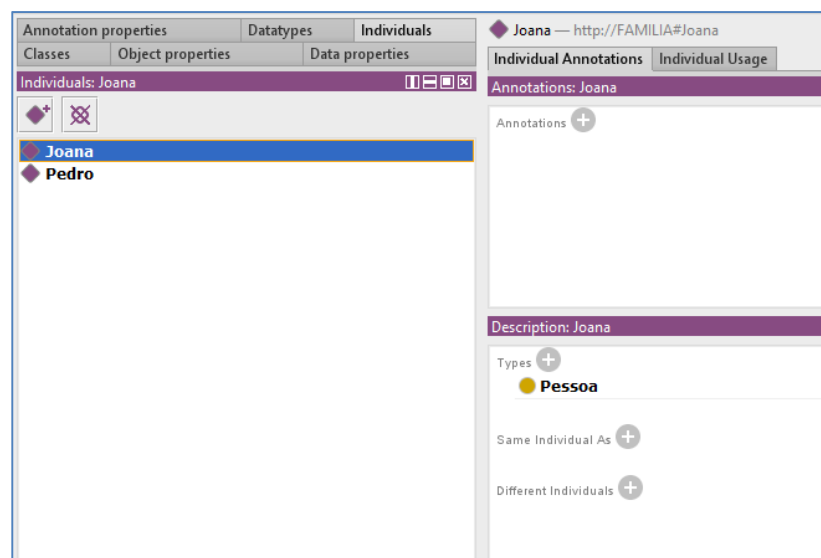 Annotation properties Datatypes Individuals
Classes Object properties Data properties
Individuals: Joana
Joana
Pedro
Joana — http://FAMILIA#Joana
Individual Annotations Individual Usage
Annotations: Joana
Annotations
Description: Joana
Types
Pessoa
Same Individual As
Different Individuals